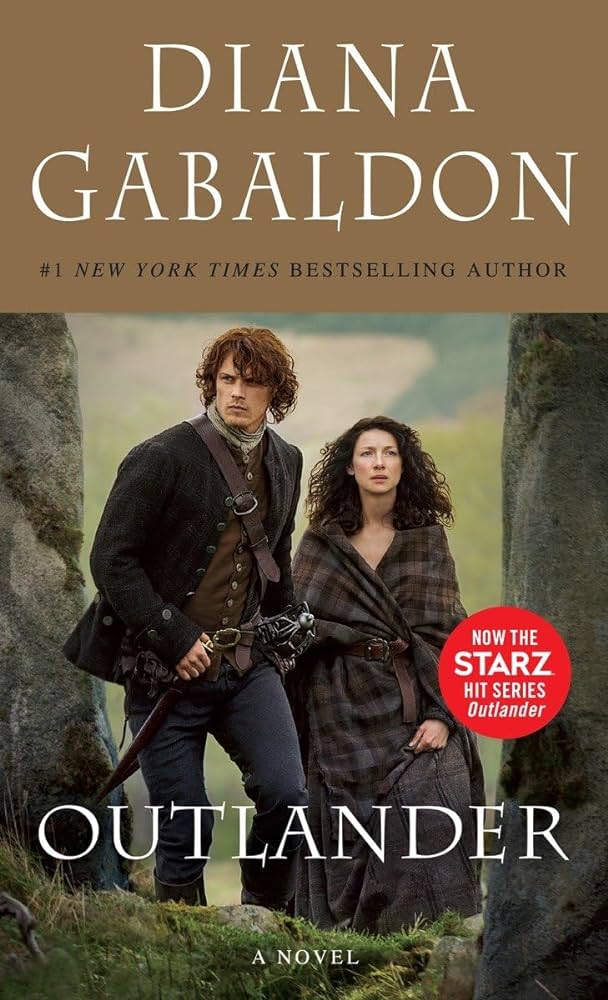 DIANA
GABALDON
#1 NEW YORK TIMES BESTSELLING AUTHOR
NOW THE
STARZ
HIT SERIES
Outlander
OUTLANDER
A NOVEL